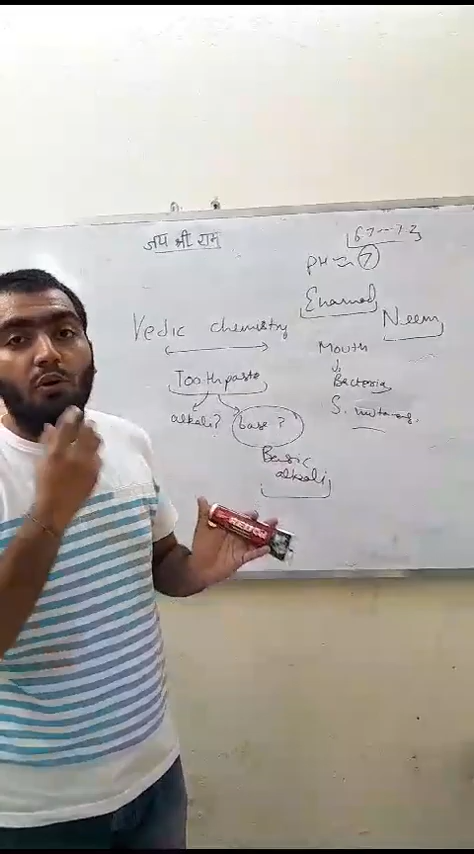 जय श्री राम
6.7---7.3
PH ≈ 7
Enamel
Neem
Vedic chemistry
Mouth
↓
Bacteria
Toothpaste
alkali? base?
S. mutans
Basic
alkali
RED